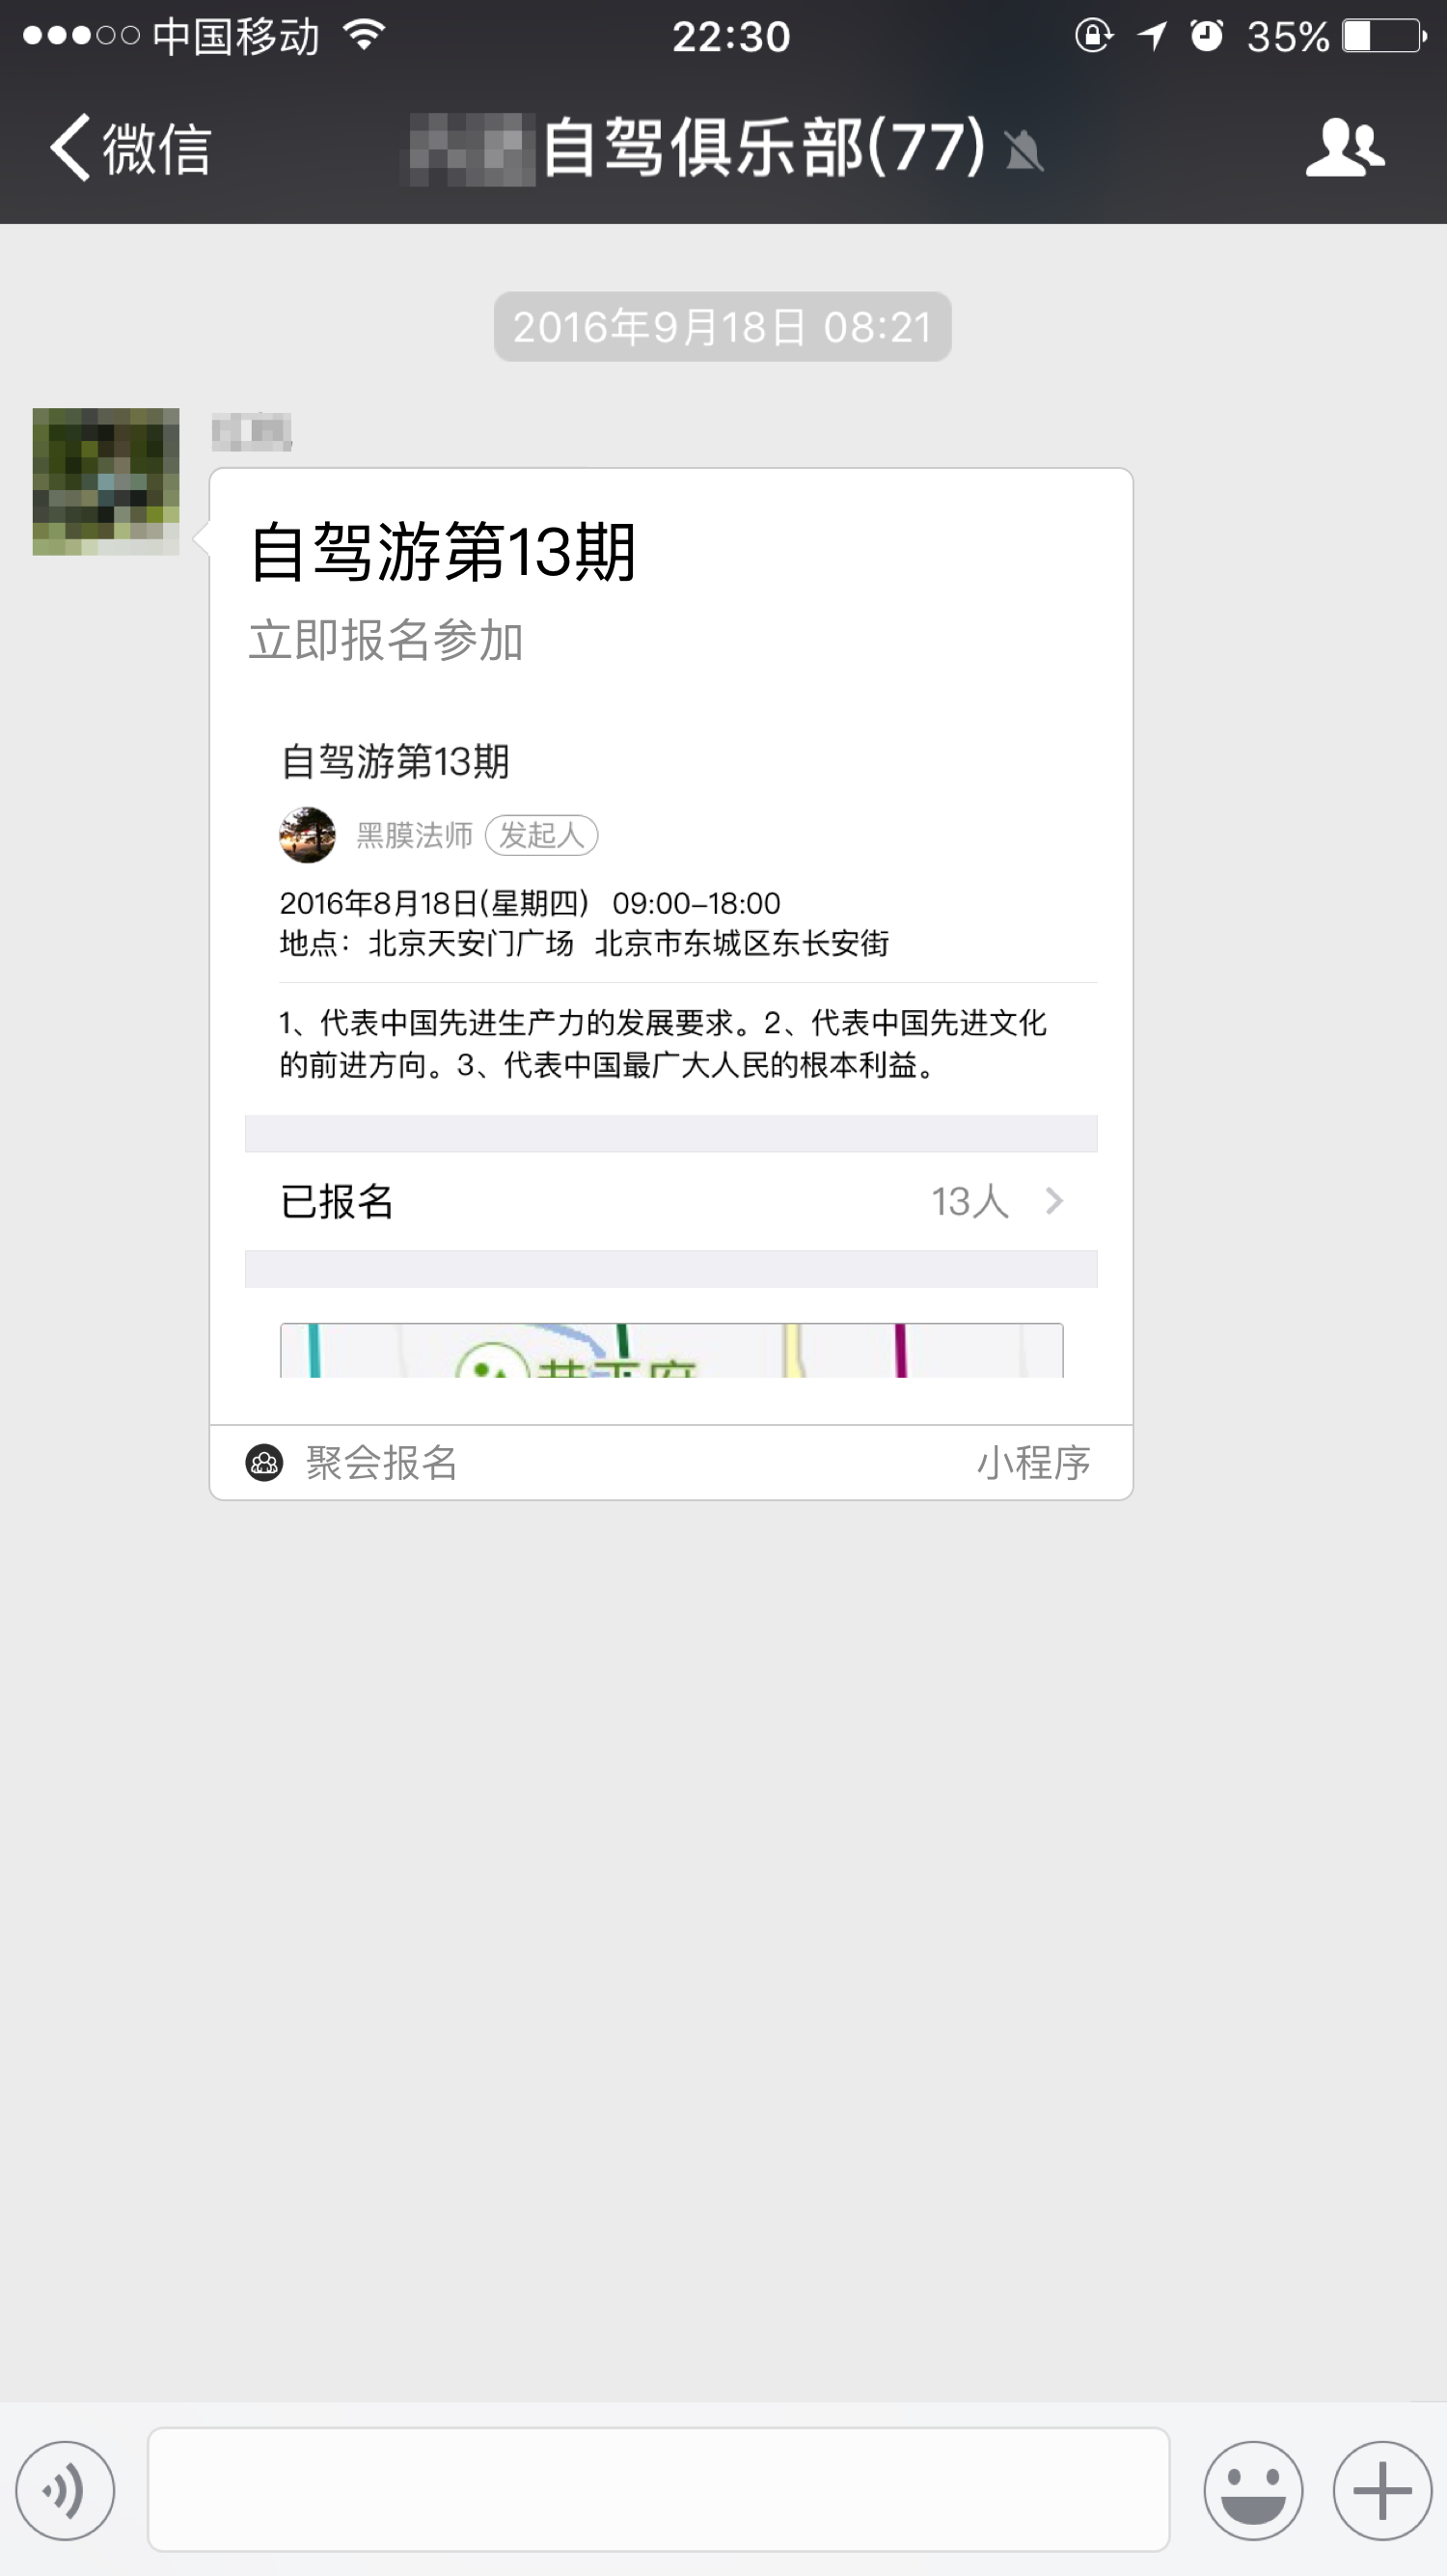 中国移动 22:30 35%
微信 自驾俱乐部(77)
2016年9月18日 08:21
自驾游第13期
立即报名参加
自驾游第13期
黑膜法师 发起人
2016年8月18日(星期四) 09:00-18:00
地点：北京天安门广场 北京市东城区东长安街
1、代表中国先进生产力的发展要求。2、代表中国先进文化
的前进方向。3、代表中国最广大人民的根本利益。
已报名 13人
聚会报名 小程序